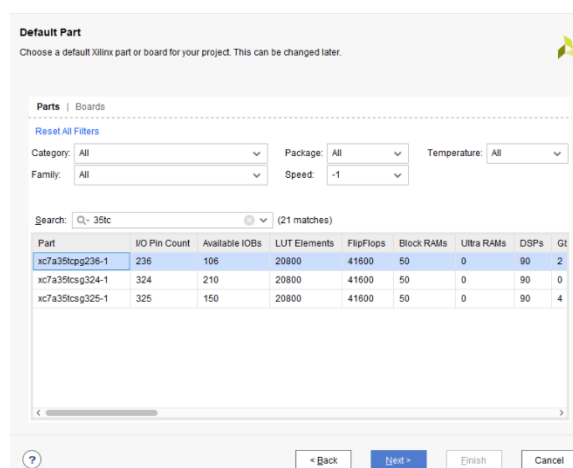 Default Part
Choose a default Xilinx part or board for your project. This can be changed later.
Parts | Boards
Reset All Filters
Category: All Package: All Temperature: All
Family: All Speed: -1
Search: 35tc (21 matches)
Part I/O Pin Count Available IOBs LUT Elements FlipFlops Block RAMs Ultra RAMs DSPs Gb
xc7a35tcpg236-1 236 106 20800 41600 50 0 90 2
xc7a35tcsg324-1 324 210 20800 41600 50 0 90 0
xc7a35tcsg325-1 325 150 20800 41600 50 0 90 4
? < Back Next > Finish Cancel